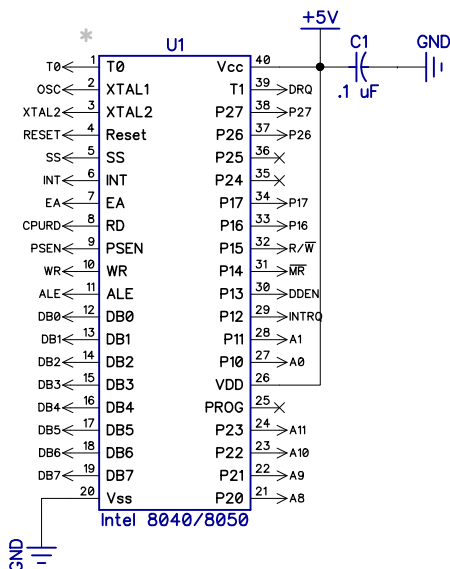 +5V
* U1 C1 GND
T0 1 T0 Vcc 40 .1 uF
OSC 2 XTAL1 T1 39 DRQ
XTAL2 3 XTAL2 P27 38 P27
RESET 4 Reset P26 37 P26
SS 5 SS P25 36
INT 6 INT P24 35
EA 7 EA P17 34 P17
CPURD 8 RD P16 33 P16
PSEN 9 PSEN P15 32 R/W̅
WR 10 WR P14 31 M̅R̅
ALE 11 ALE P13 30 DDEN
DB0 12 DB0 P12 29 INTRQ
DB1 13 DB1 P11 28 A1
DB2 14 DB2 P10 27 A0
DB3 15 DB3 VDD 26
DB4 16 DB4 PROG 25
DB5 17 DB5 P23 24 A11
DB6 18 DB6 P22 23 A10
DB7 19 DB7 P21 22 A9
20 Vss P20 21 A8
Intel 8040/8050
GND